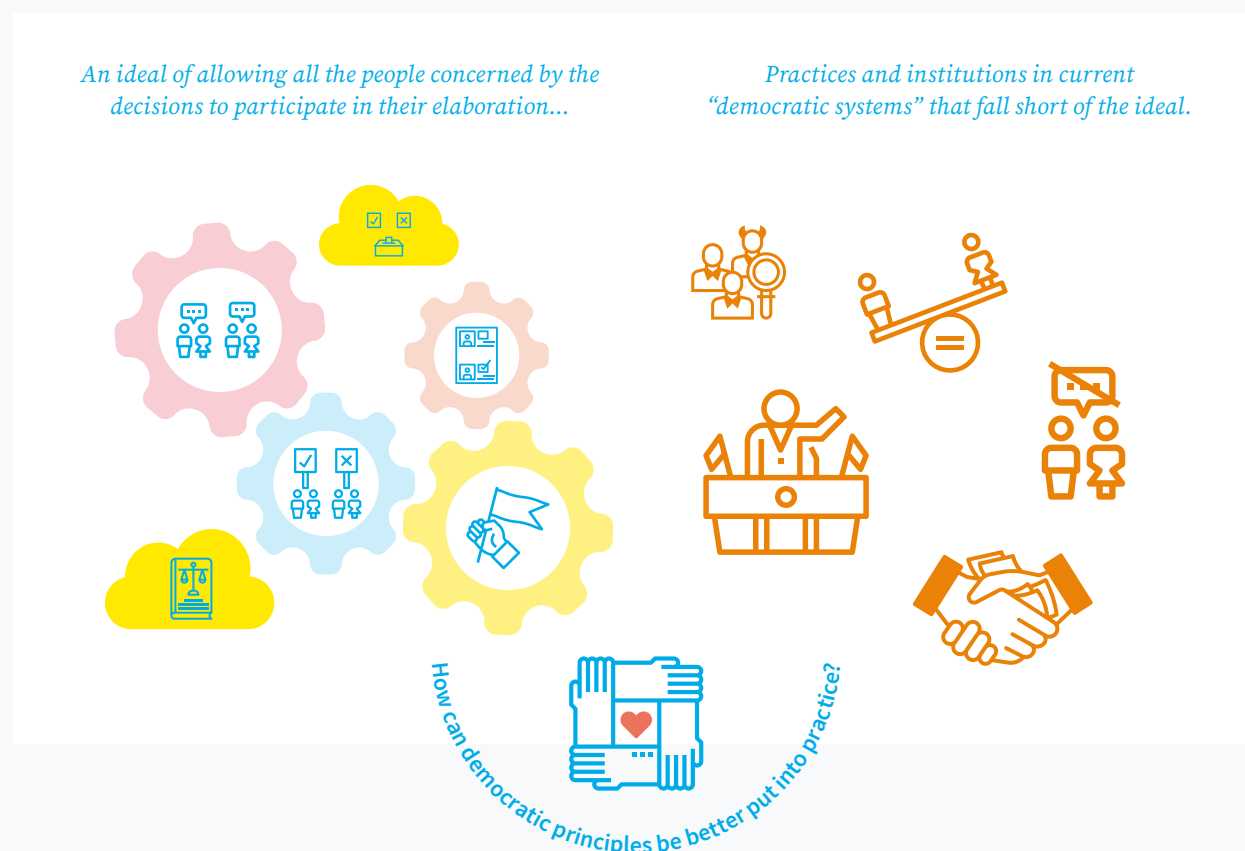 An ideal of allowing all the people concerned by the
decisions to participate in their elaboration...
Practices and institutions in current
“democratic systems” that fall short of the ideal.
How can democratic principles be better put into practice?